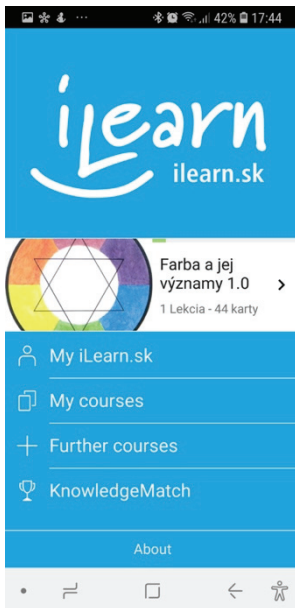 42% 17:44
iLearn
ilearn.sk
Farba a jej
významy 1.0
1 Lekcia - 44 karty
My iLearn.sk
My courses
Further courses
KnowledgeMatch
About